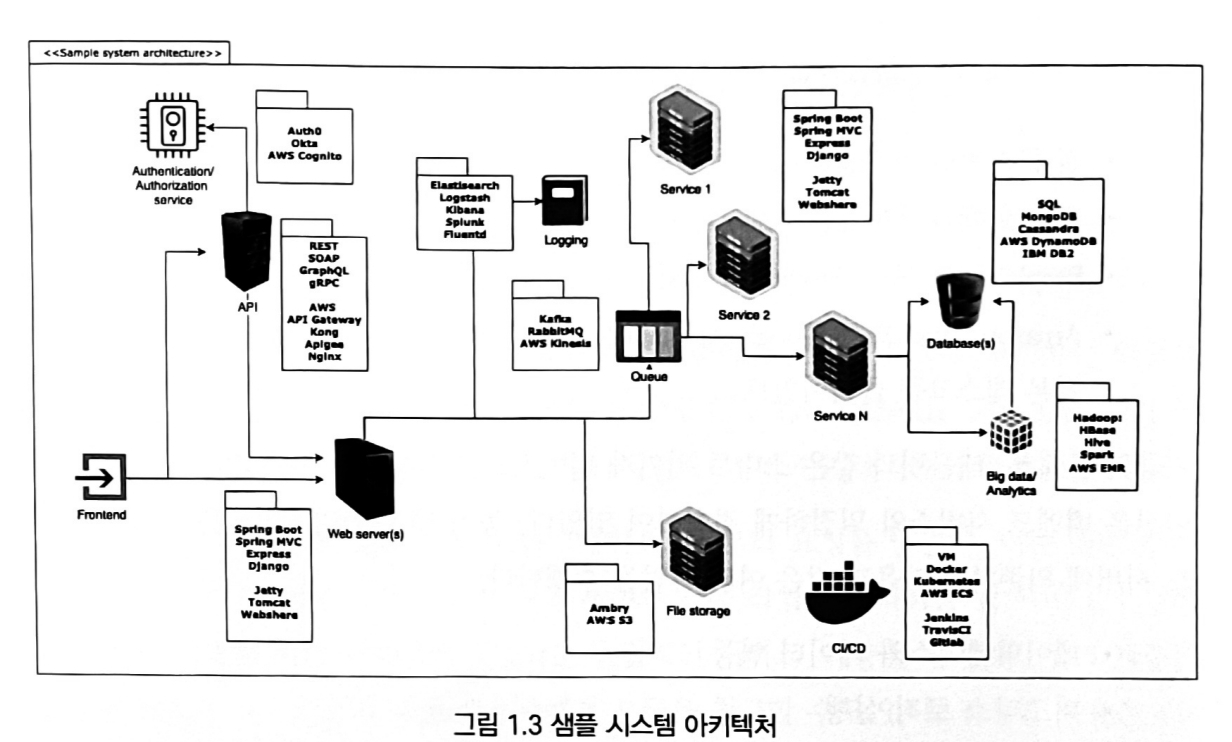 <<Sample system architecture>>
Authentication/
Authorization
service
Auth0
Okta
AWS Cognito
API
REST
SOAP
GraphQL
gRPC
AWS
API Gateway
Kong
Apigee
Nginx
Elastisearch
Logstash
Kibana
Splunk
Fluentd
Logging
Service 1
Spring Boot
Spring MVC
Express
Django
Jetty
Tomcat
Webshare
Service 2
Kafka
RabbitMQ
AWS Kinesis
Queue
Service N
SQL
MongoDB
Cassandra
AWS DynamoDB
IBM DB2
Database(s)
Hadoop:
HBase
Hive
Spark
AWS EMR
Big data/
Analytics
Frontend
Web server(s)
Spring Boot
Spring MVC
Express
Django
Jetty
Tomcat
Webshare
Ambry
AWS S3
File storage
CI/CD
VM
Docker
Kubernetes
AWS ECS
Jenkins
TravisCI
Gitlab
그림 1.3 샘플 시스템 아키텍처